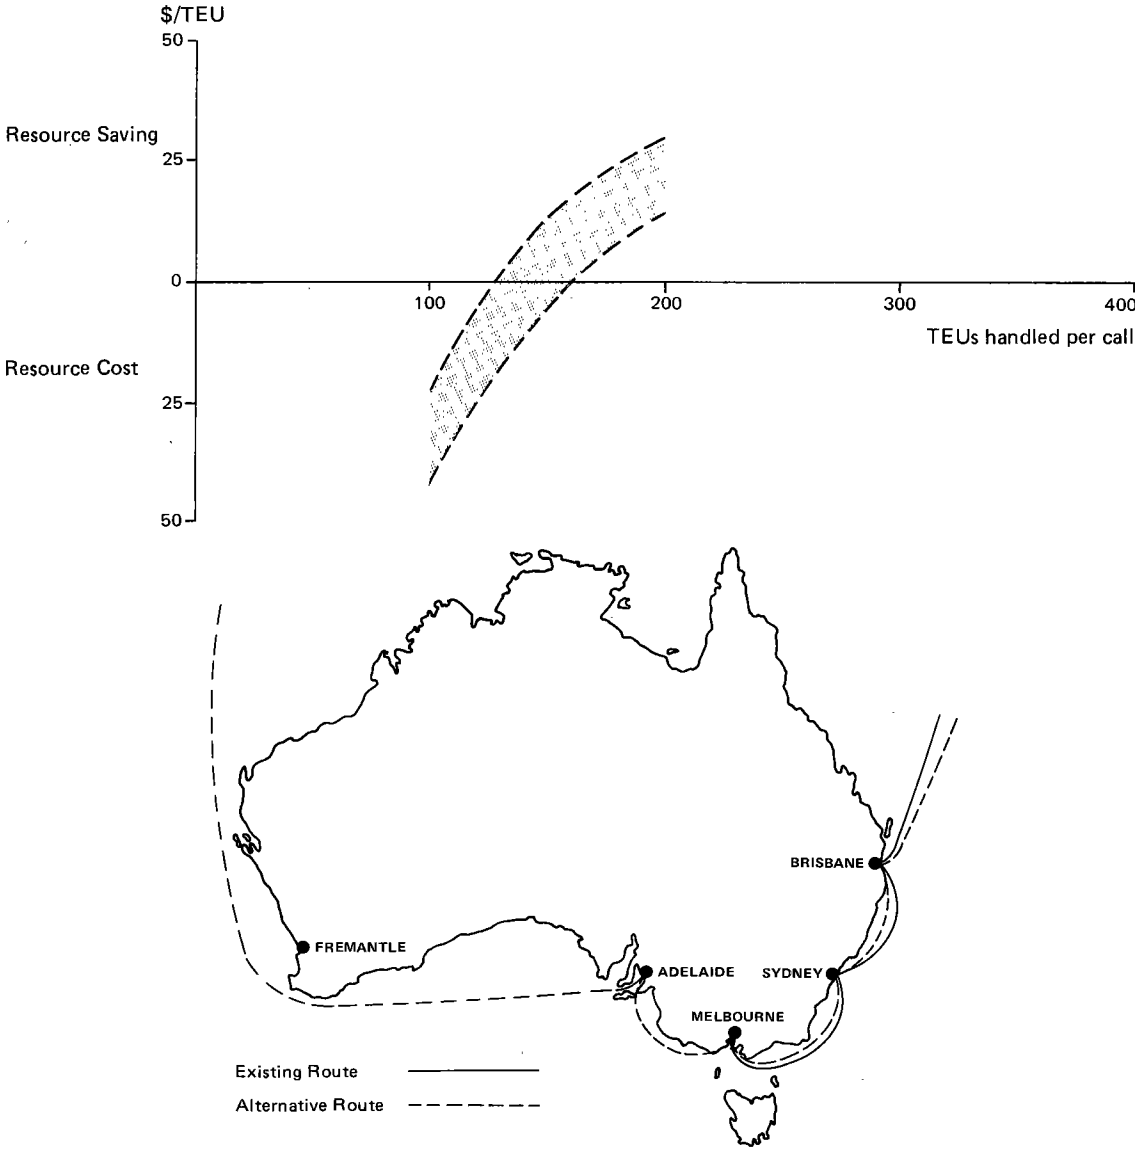 $/TEU
50
Resource Saving
25
0
100
200
300
400
TEUs handled per call
Resource Cost
25
50
BRISBANE
FREMANTLE
ADELAIDE
SYDNEY
MELBOURNE
Existing Route
Alternative Route